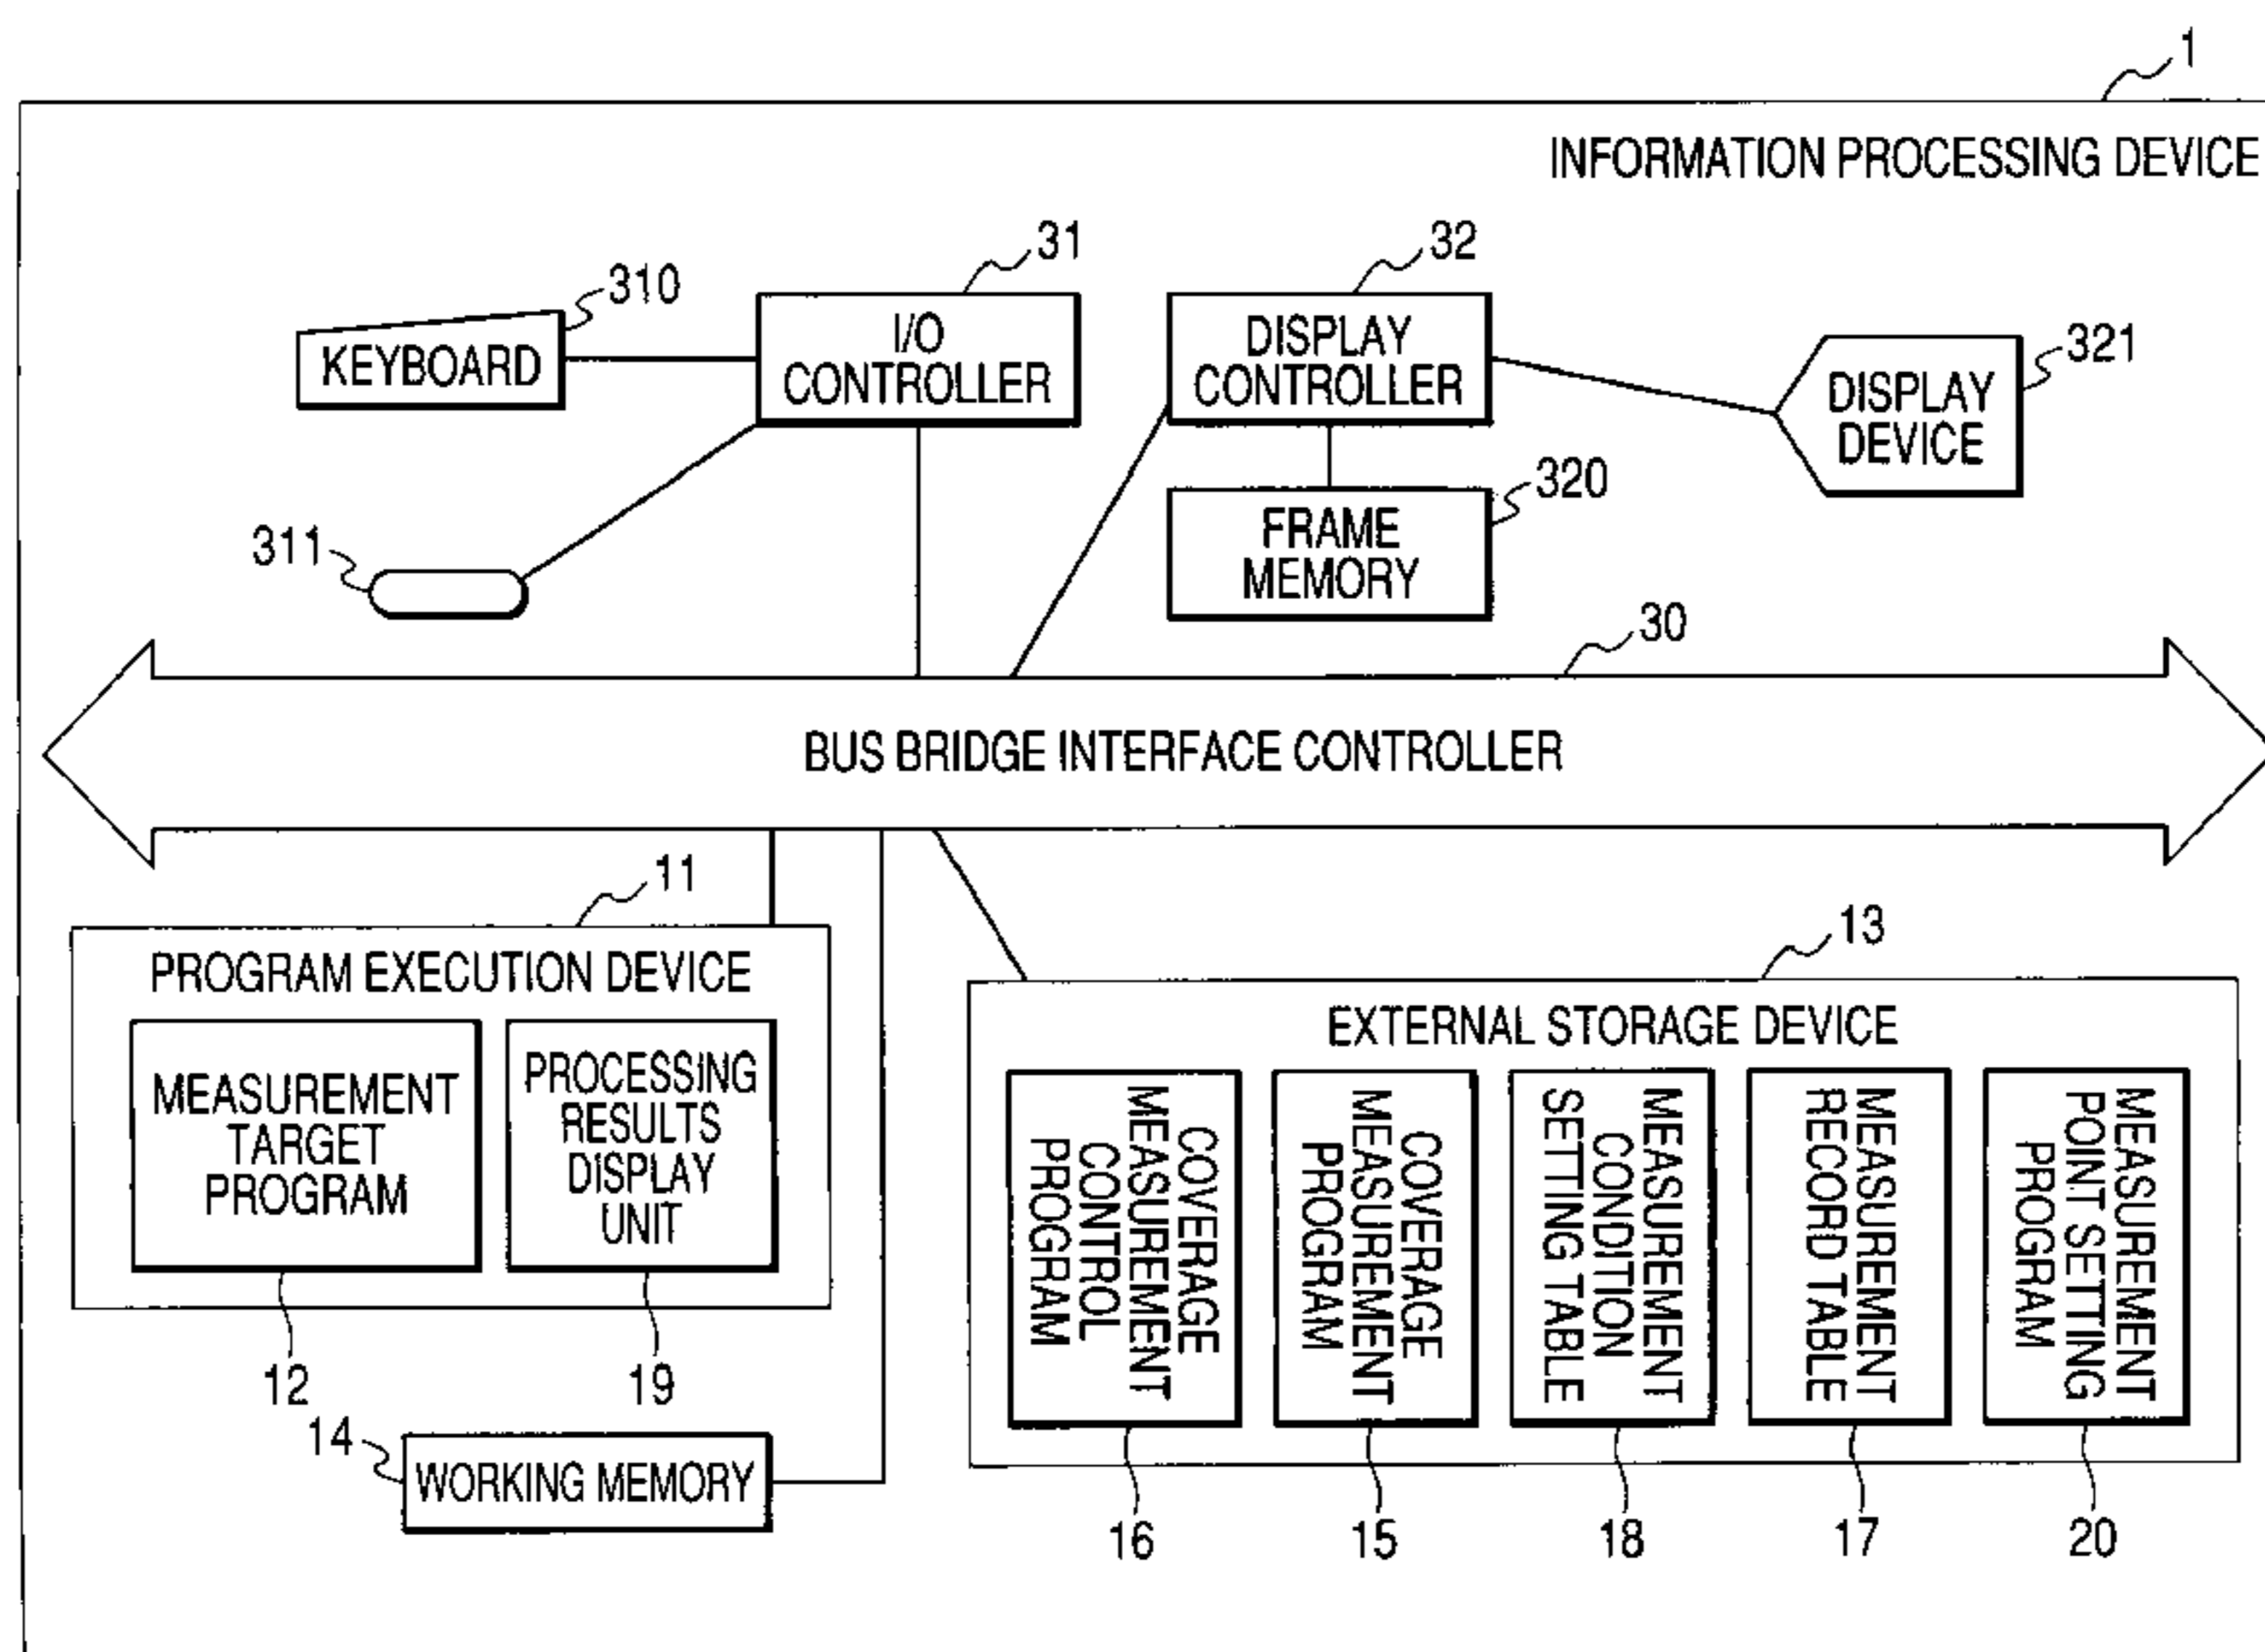 1
INFORMATION PROCESSING DEVICE
31
32
310
I/O
CONTROLLER
DISPLAY
CONTROLLER
321
KEYBOARD
DISPLAY
DEVICE
320
FRAME
MEMORY
311
30
BUS BRIDGE INTERFACE CONTROLLER
11
13
PROGRAM EXECUTION DEVICE
EXTERNAL STORAGE DEVICE
MEASUREMENT
TARGET
PROGRAM
PROCESSING
RESULTS
DISPLAY
UNIT
COVERAGE
MEASUREMENT
CONTROL
PROGRAM
COVERAGE
MEASUREMENT
PROGRAM
MEASUREMENT
CONDITION
SETTING TABLE
MEASUREMENT
RECORD TABLE
MEASUREMENT
POINT SETTING
PROGRAM
12
19
14
WORKING MEMORY
16
15
18
17
20